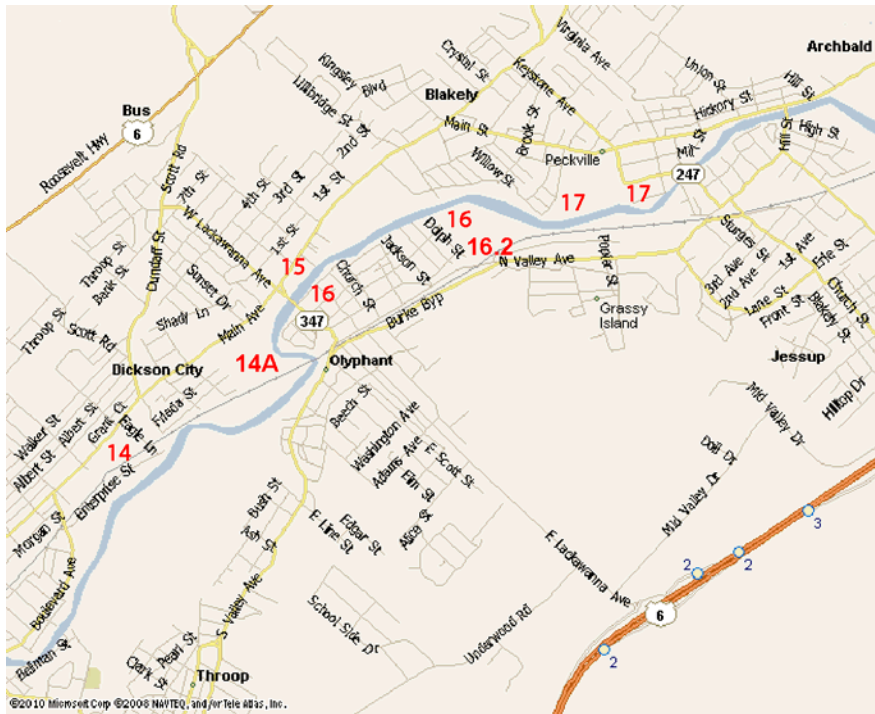 Archbald
Virginia Ave
Crystal St
Kingsley Blvd
Keystone Ave
Union St
Hill St
Hillbridge St
Blakely
Hickory St
Bus
6
2nd St
Main St
Brook St
High St
Roosevelt Hwy
Scott Rd
Mill St
Hill St
Peckville
7th St
4th St
3rd St
1st St
Willow St
247
17
17
W Lackawanna Ave
1st St
16
Dolph St
16.2
Sturges
Throop St
Bank St
Dundaff St
Jackson St
N Valley Ave
Poplar St
3rd Ave
2nd Ave
1st Ave
Erie St
15
Church St
16
Sunset Dr
Lane St
Front St
Church St
Blakely St
Shady Ln
Main Ave
347
Burke Byp
Grassy
Island
Throop St
Scott Rd
14A
Olyphant
Jessup
Dickson City
Frieda St
Hilltop Dr
Walker St
Albert St
Grant Ct
Eagle Ln
Beech St
Washington Ave
Adams Ave
Elm St
Alice St
E Scott St
Mid Valley Dr
Albert St
14
Enterprise St
Dail Dr
Mid Valley Dr
Morgan St
Bush St
Ash St
E Line St
Edgar St
3
2
2
E Lackawanna Ave
6
Boulevard Ave
S Valley Ave
School Side Dr
Underwood Rd
2
Pearl St
Clark St
Throop
©2010 Microsoft Corp ©2008 NAVTEQ, and/or Tele Atlas, Inc.